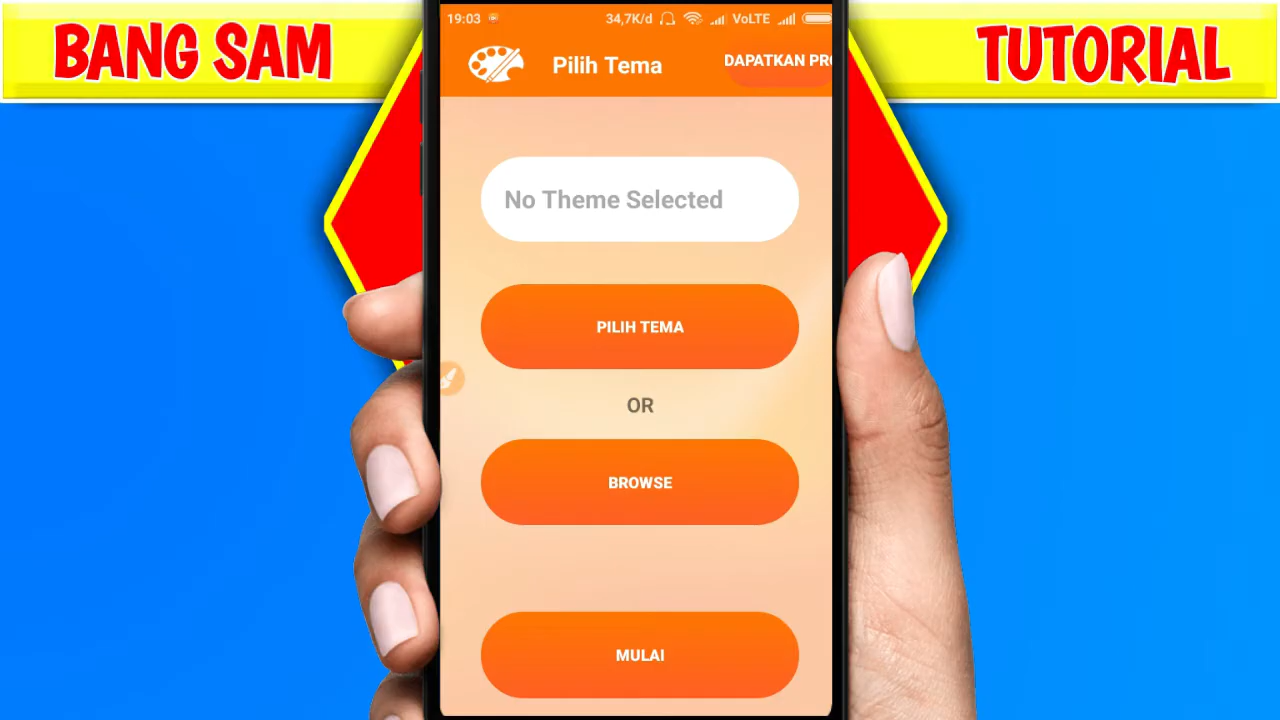 BANG SAM
TUTORIAL
19:03
34,7K/d
VoLTE
Pilih Tema
DAPATKAN PRO
No Theme Selected
PILIH TEMA
OR
BROWSE
MULAI